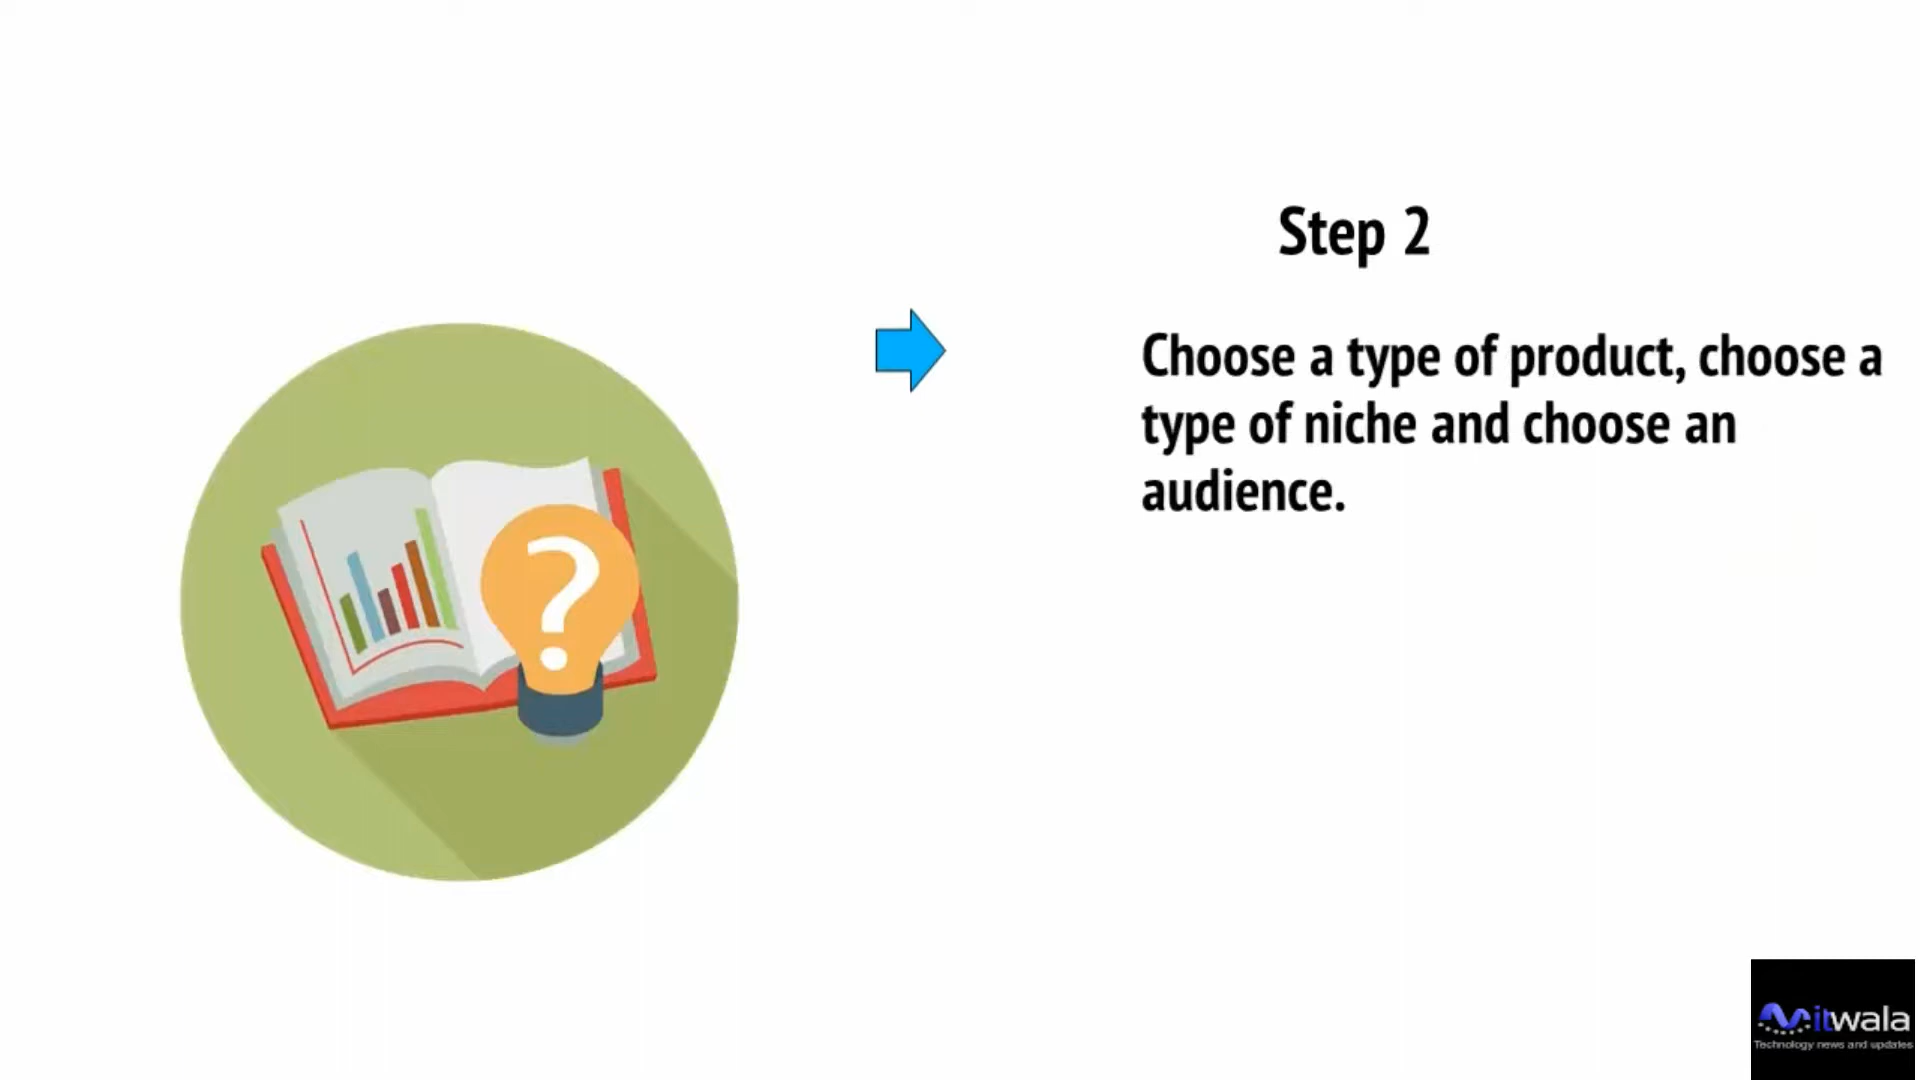 Step 2
Choose a type of product, choose a
type of niche and choose an
audience.
?
itwala
Technology news and updates